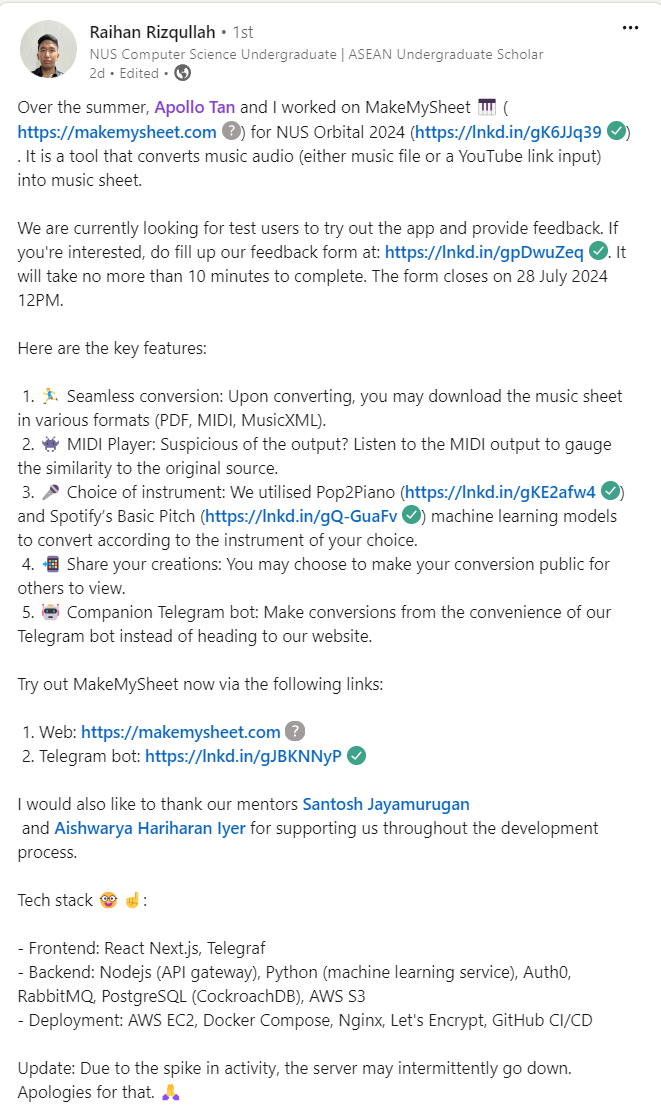 Raihan Rizqullah • 1st
NUS Computer Science Undergraduate | ASEAN Undergraduate Scholar
2d • Edited •
Over the summer, Apollo Tan and I worked on MakeMySheet 🎹 (
https://makemysheet.com ?) for NUS Orbital 2024 (https://lnkd.in/gK6JJq39 ✓)
. It is a tool that converts music audio (either music file or a YouTube link input)
into music sheet.
We are currently looking for test users to try out the app and provide feedback. If
you're interested, do fill up our feedback form at: https://lnkd.in/gpDwuZeq ✓. It
will take no more than 10 minutes to complete. The form closes on 28 July 2024
12PM.
Here are the key features:
1. 🏃 Seamless conversion: Upon converting, you may download the music sheet
in various formats (PDF, MIDI, MusicXML).
2. 👾 MIDI Player: Suspicious of the output? Listen to the MIDI output to gauge
the similarity to the original source.
3. 🎤 Choice of instrument: We utilised Pop2Piano (https://lnkd.in/gKE2afw4 ✓)
and Spotify’s Basic Pitch (https://lnkd.in/gQ-GuaFv ✓) machine learning models
to convert according to the instrument of your choice.
4. 📲 Share your creations: You may choose to make your conversion public for
others to view.
5. 🤖 Companion Telegram bot: Make conversions from the convenience of our
Telegram bot instead of heading to our website.
Try out MakeMySheet now via the following links:
1. Web: https://makemysheet.com ?
2. Telegram bot: https://lnkd.in/gJBKNNyP ✓
I would also like to thank our mentors Santosh Jayamurugan
and Aishwarya Hariharan Iyer for supporting us throughout the development
process.
Tech stack 🤓 ☝️:
- Frontend: React Next.js, Telegraf
- Backend: Nodejs (API gateway), Python (machine learning service), Auth0,
RabbitMQ, PostgreSQL (CockroachDB), AWS S3
- Deployment: AWS EC2, Docker Compose, Nginx, Let's Encrypt, GitHub CI/CD
Update: Due to the spike in activity, the server may intermittently go down.
Apologies for that. 🙏